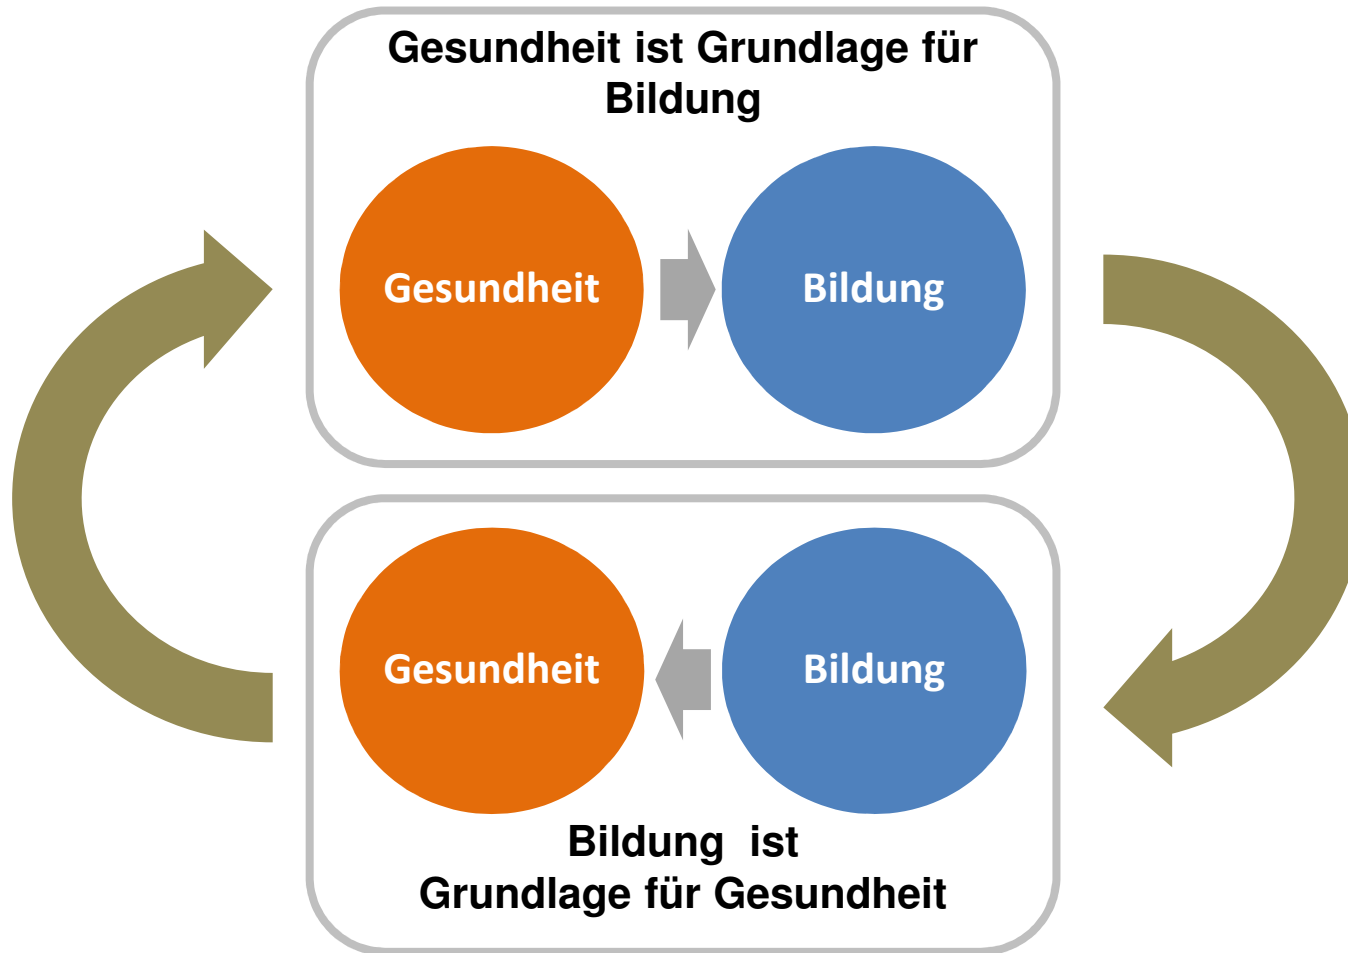 Gesundheit ist Grundlage für
Bildung
Gesundheit
Bildung
Gesundheit
Bildung
Bildung  ist
Grundlage für Gesundheit